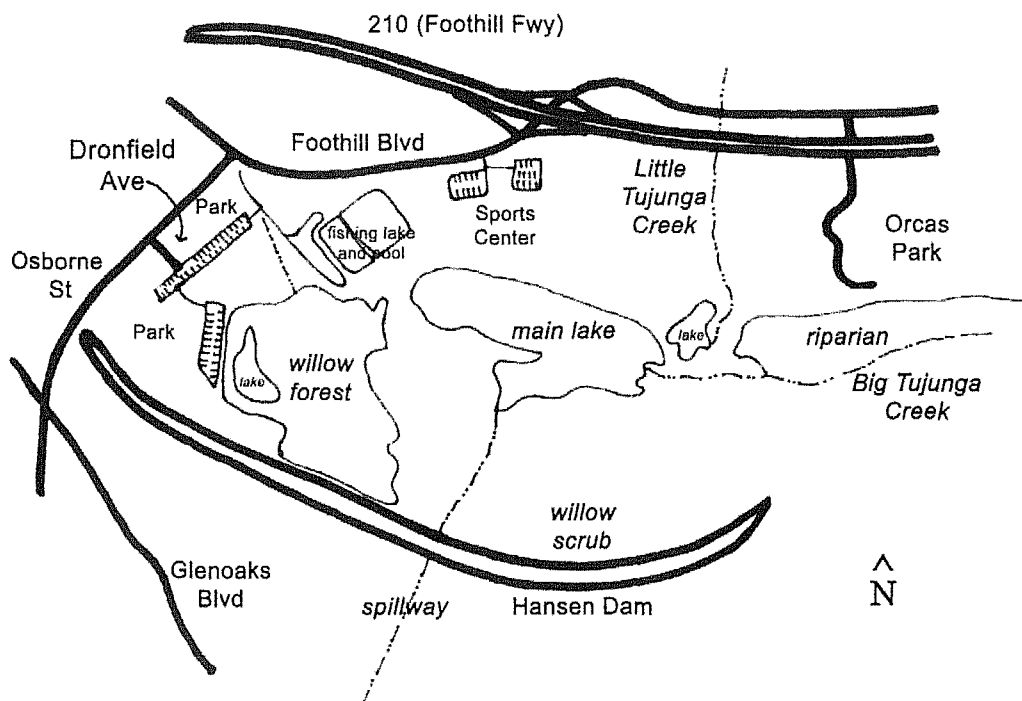 210 (Foothill Fwy)
Foothill Blvd
Dronfield
Ave
Park
fishing lake
and pool
Sports
Center
Little
Tujunga
Creek
Orcas
Park
Osborne
St
Park
lake
willow
forest
main lake
lake
riparian
Big Tujunga
Creek
willow
scrub
Glenoaks
Blvd
spillway
Hansen Dam
N